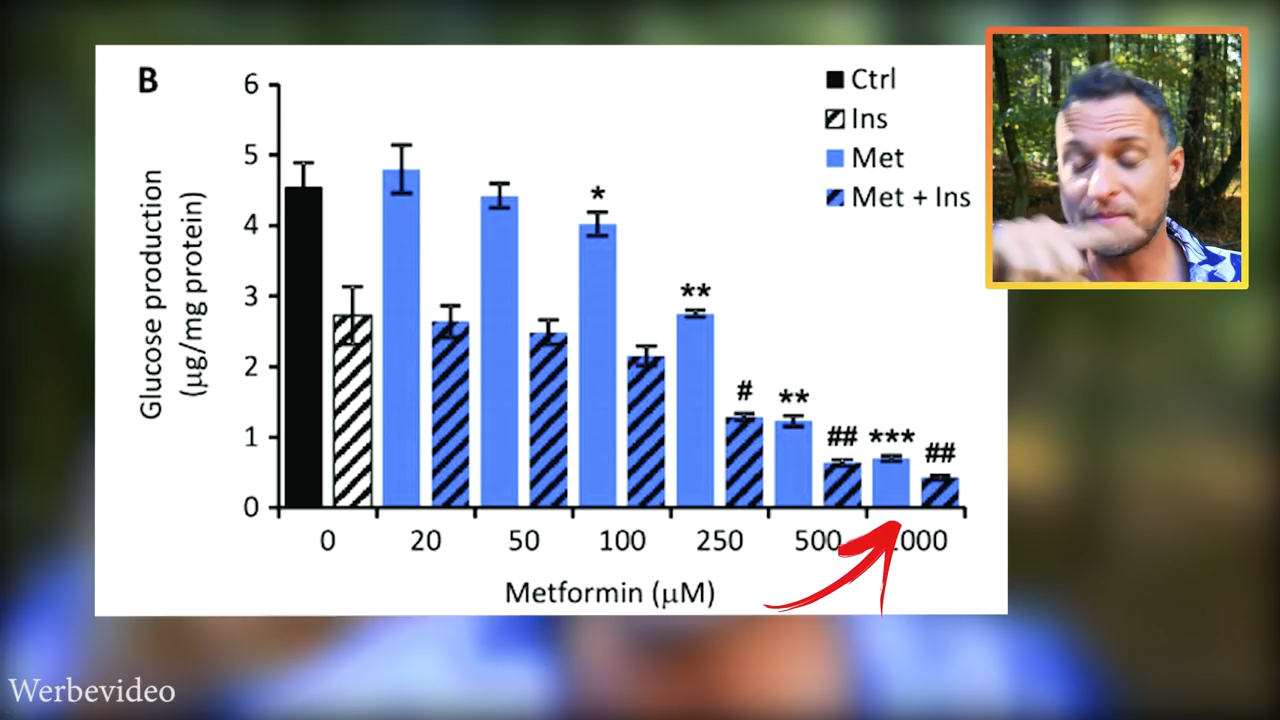 B
6
5
4
3
2
1
0
Glucose production
(µg/mg protein)
Ctrl
Ins
Met
Met + Ins
*
**
#
**
##
***
##
0 20 50 100 250 500 1000
Metformin (µM)
Werbevideo